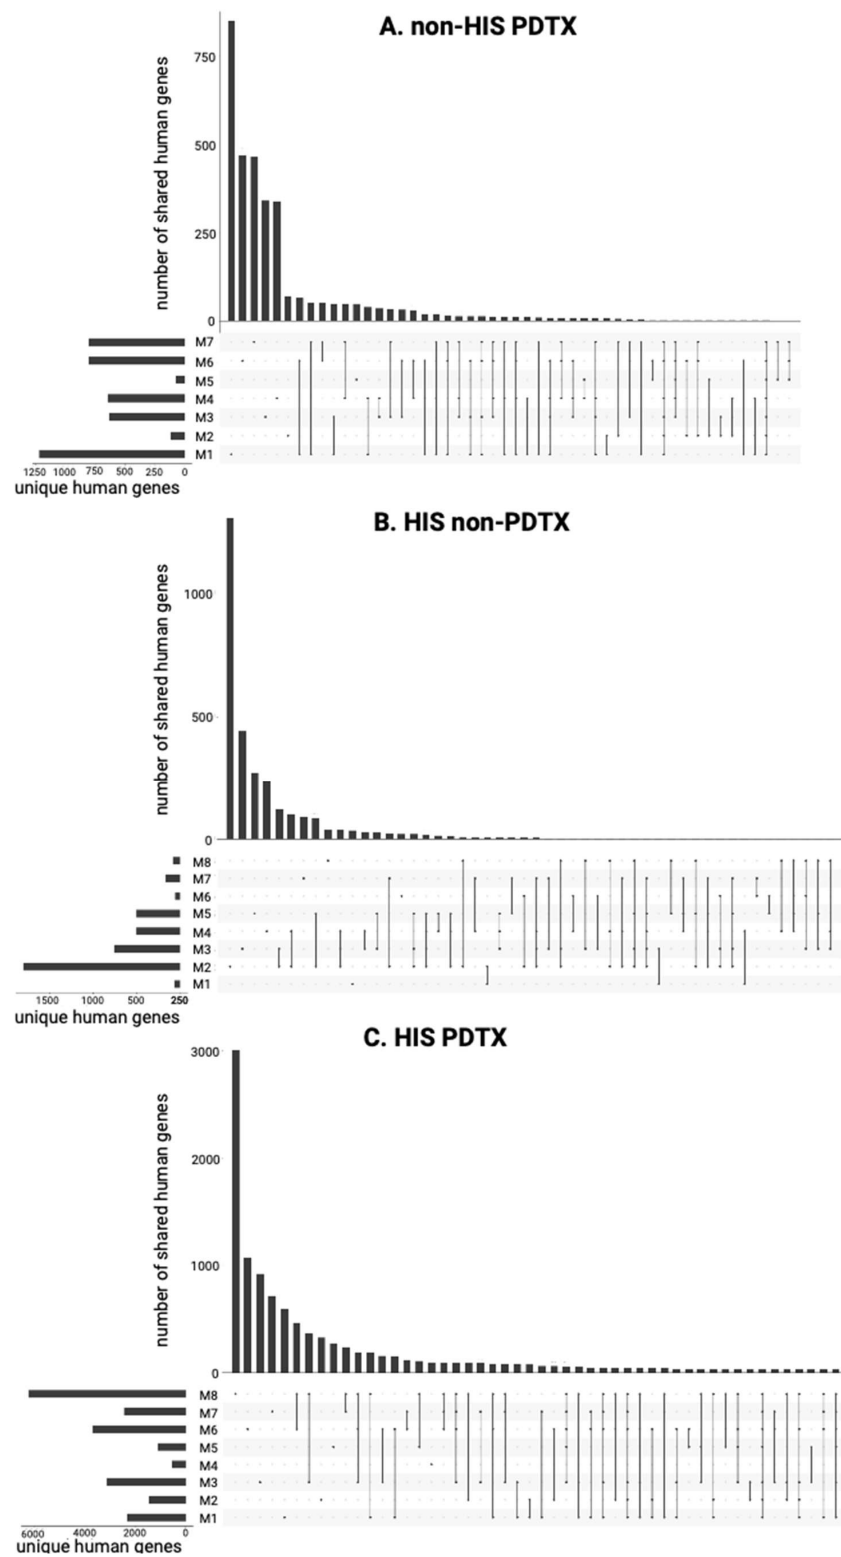 A. non-HIS PDTX
number of shared human genes
750
500
250
0
M7
M6
M5
M4
M3
M2
M1
1250 1000 750 500 250 0
unique human genes
B. HIS non-PDTX
number of shared human genes
1000
500
0
M8
M7
M6
M5
M4
M3
M2
M1
1500 1000 500 250
unique human genes
C. HIS PDTX
number of shared human genes
3000
2000
1000
0
M8
M7
M6
M5
M4
M3
M2
M1
6000 4000 2000 0
unique human genes